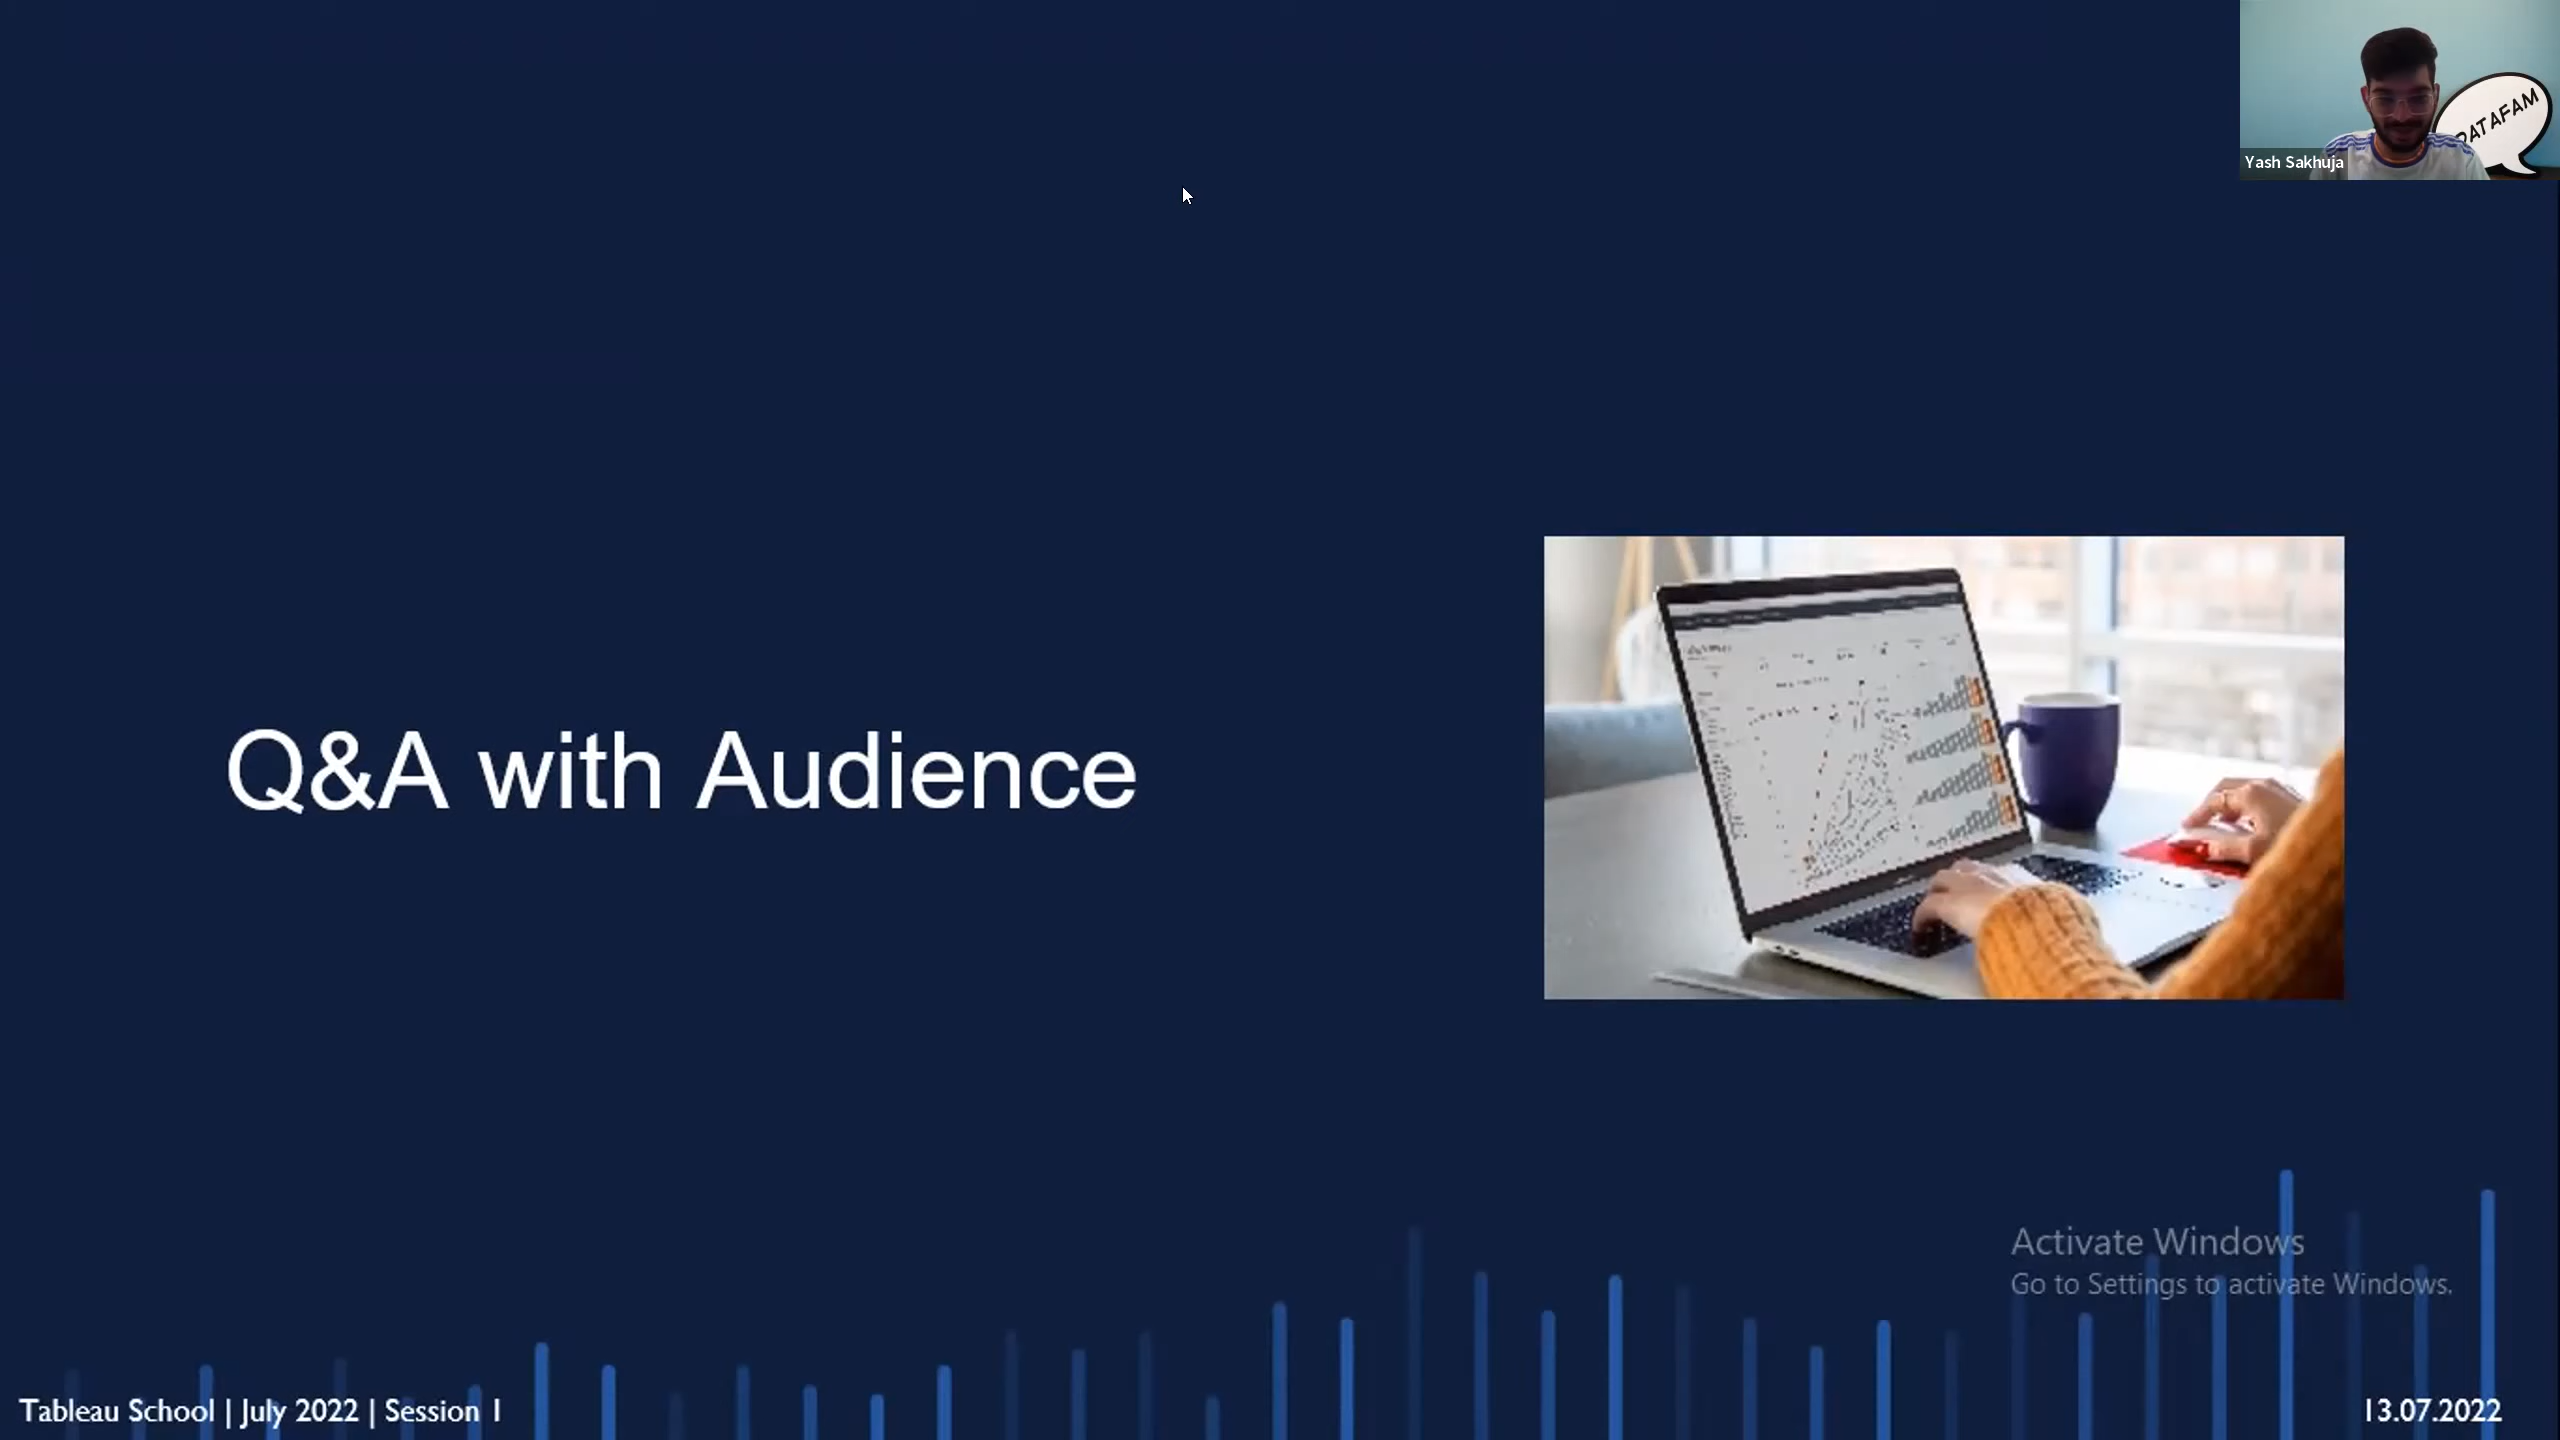 DATAFAM
Yash Sakhuja
Q&A with Audience
Activate Windows
Go to Settings to activate Windows.
Tableau School | July 2022 | Session 1
13.07.2022